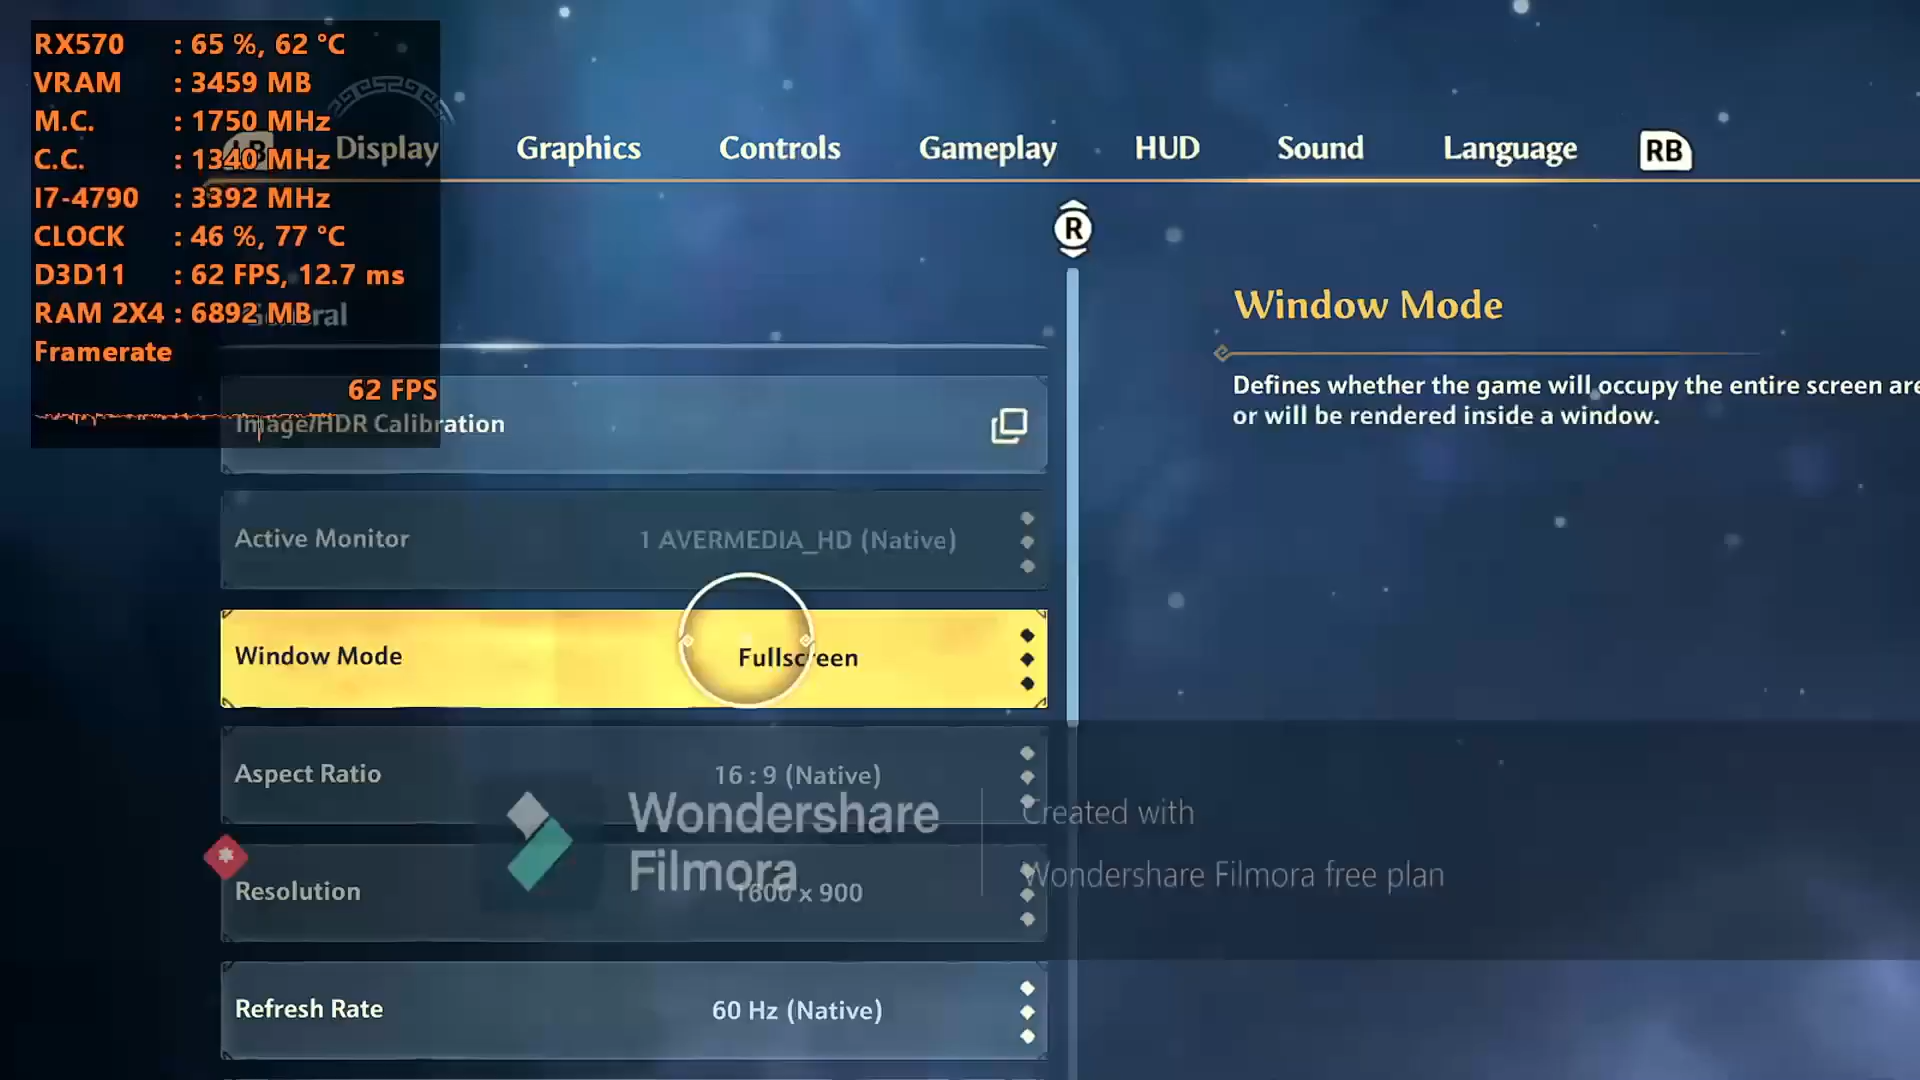 RX570 : 65 %, 62 °C
VRAM : 3459 MB
M.C. : 1750 MHz
C.C. : 1340 MHz
I7-4790 : 3392 MHz
CLOCK : 46 %, 77 °C
D3D11 : 62 FPS, 12.7 ms
RAM 2X4 : 6892 MB
Framerate
62 FPS
LB Display Graphics Controls Gameplay HUD Sound Language RB
R
General
Image/HDR Calibration
Active Monitor 1 AVERMEDIA_HD (Native)
Window Mode Fullscreen
Aspect Ratio 16 : 9 (Native)
Resolution 1600 x 900
Refresh Rate 60 Hz (Native)
Window Mode
Defines whether the game will occupy the entire screen are
or will be rendered inside a window.
Wondershare
Filmora
Created with
Wondershare Filmora free plan